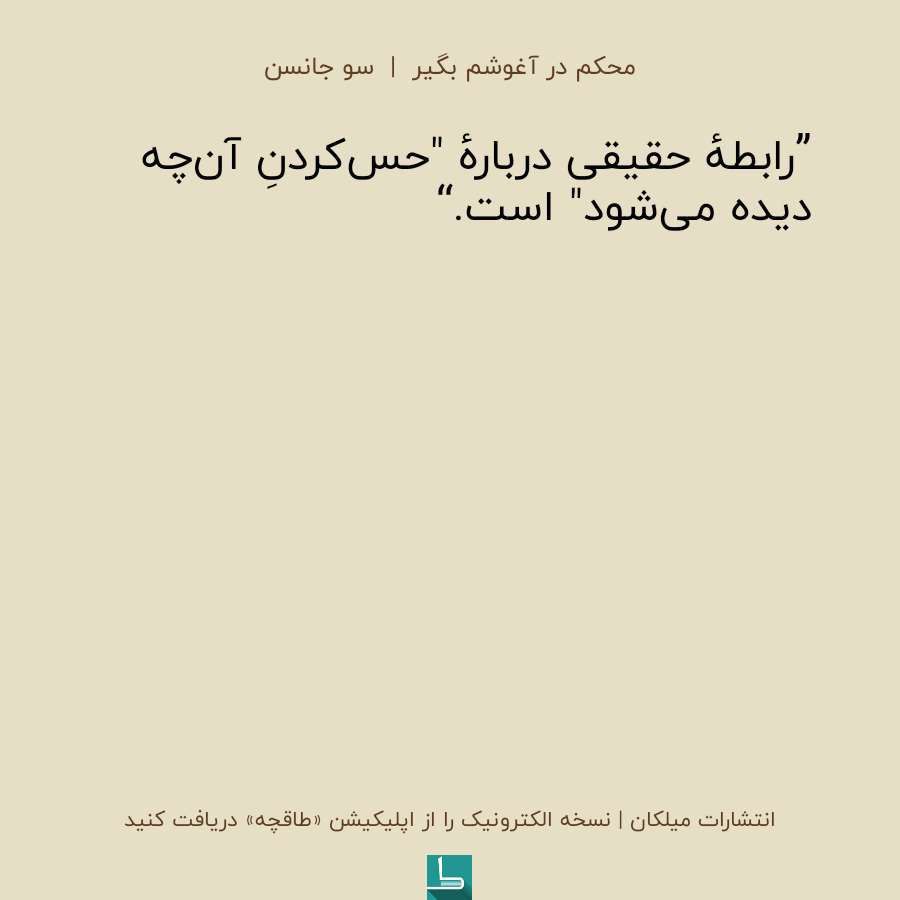 محکم در آغوشم بگیر | سو جانسن
”رابطهٔ حقیقی دربارهٔ "حس‌کردنِ آن‌چه
دیده می‌شود" است.“
انتشارات میلکان | نسخه الکترونیک را از اپلیکیشن «طاقچه» دریافت کنید